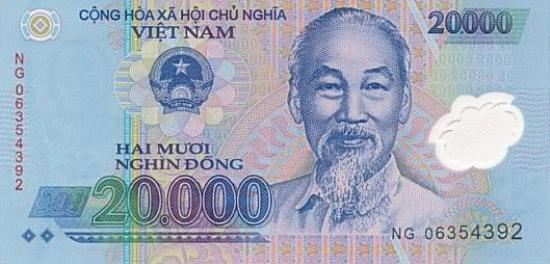 CỘNG HÒA XÃ HỘI CHỦ NGHĨA
VIỆT NAM
20000
NG 06354392
HAI MƯƠI
NGHÌN ĐỒNG
20.000
NG 06354392